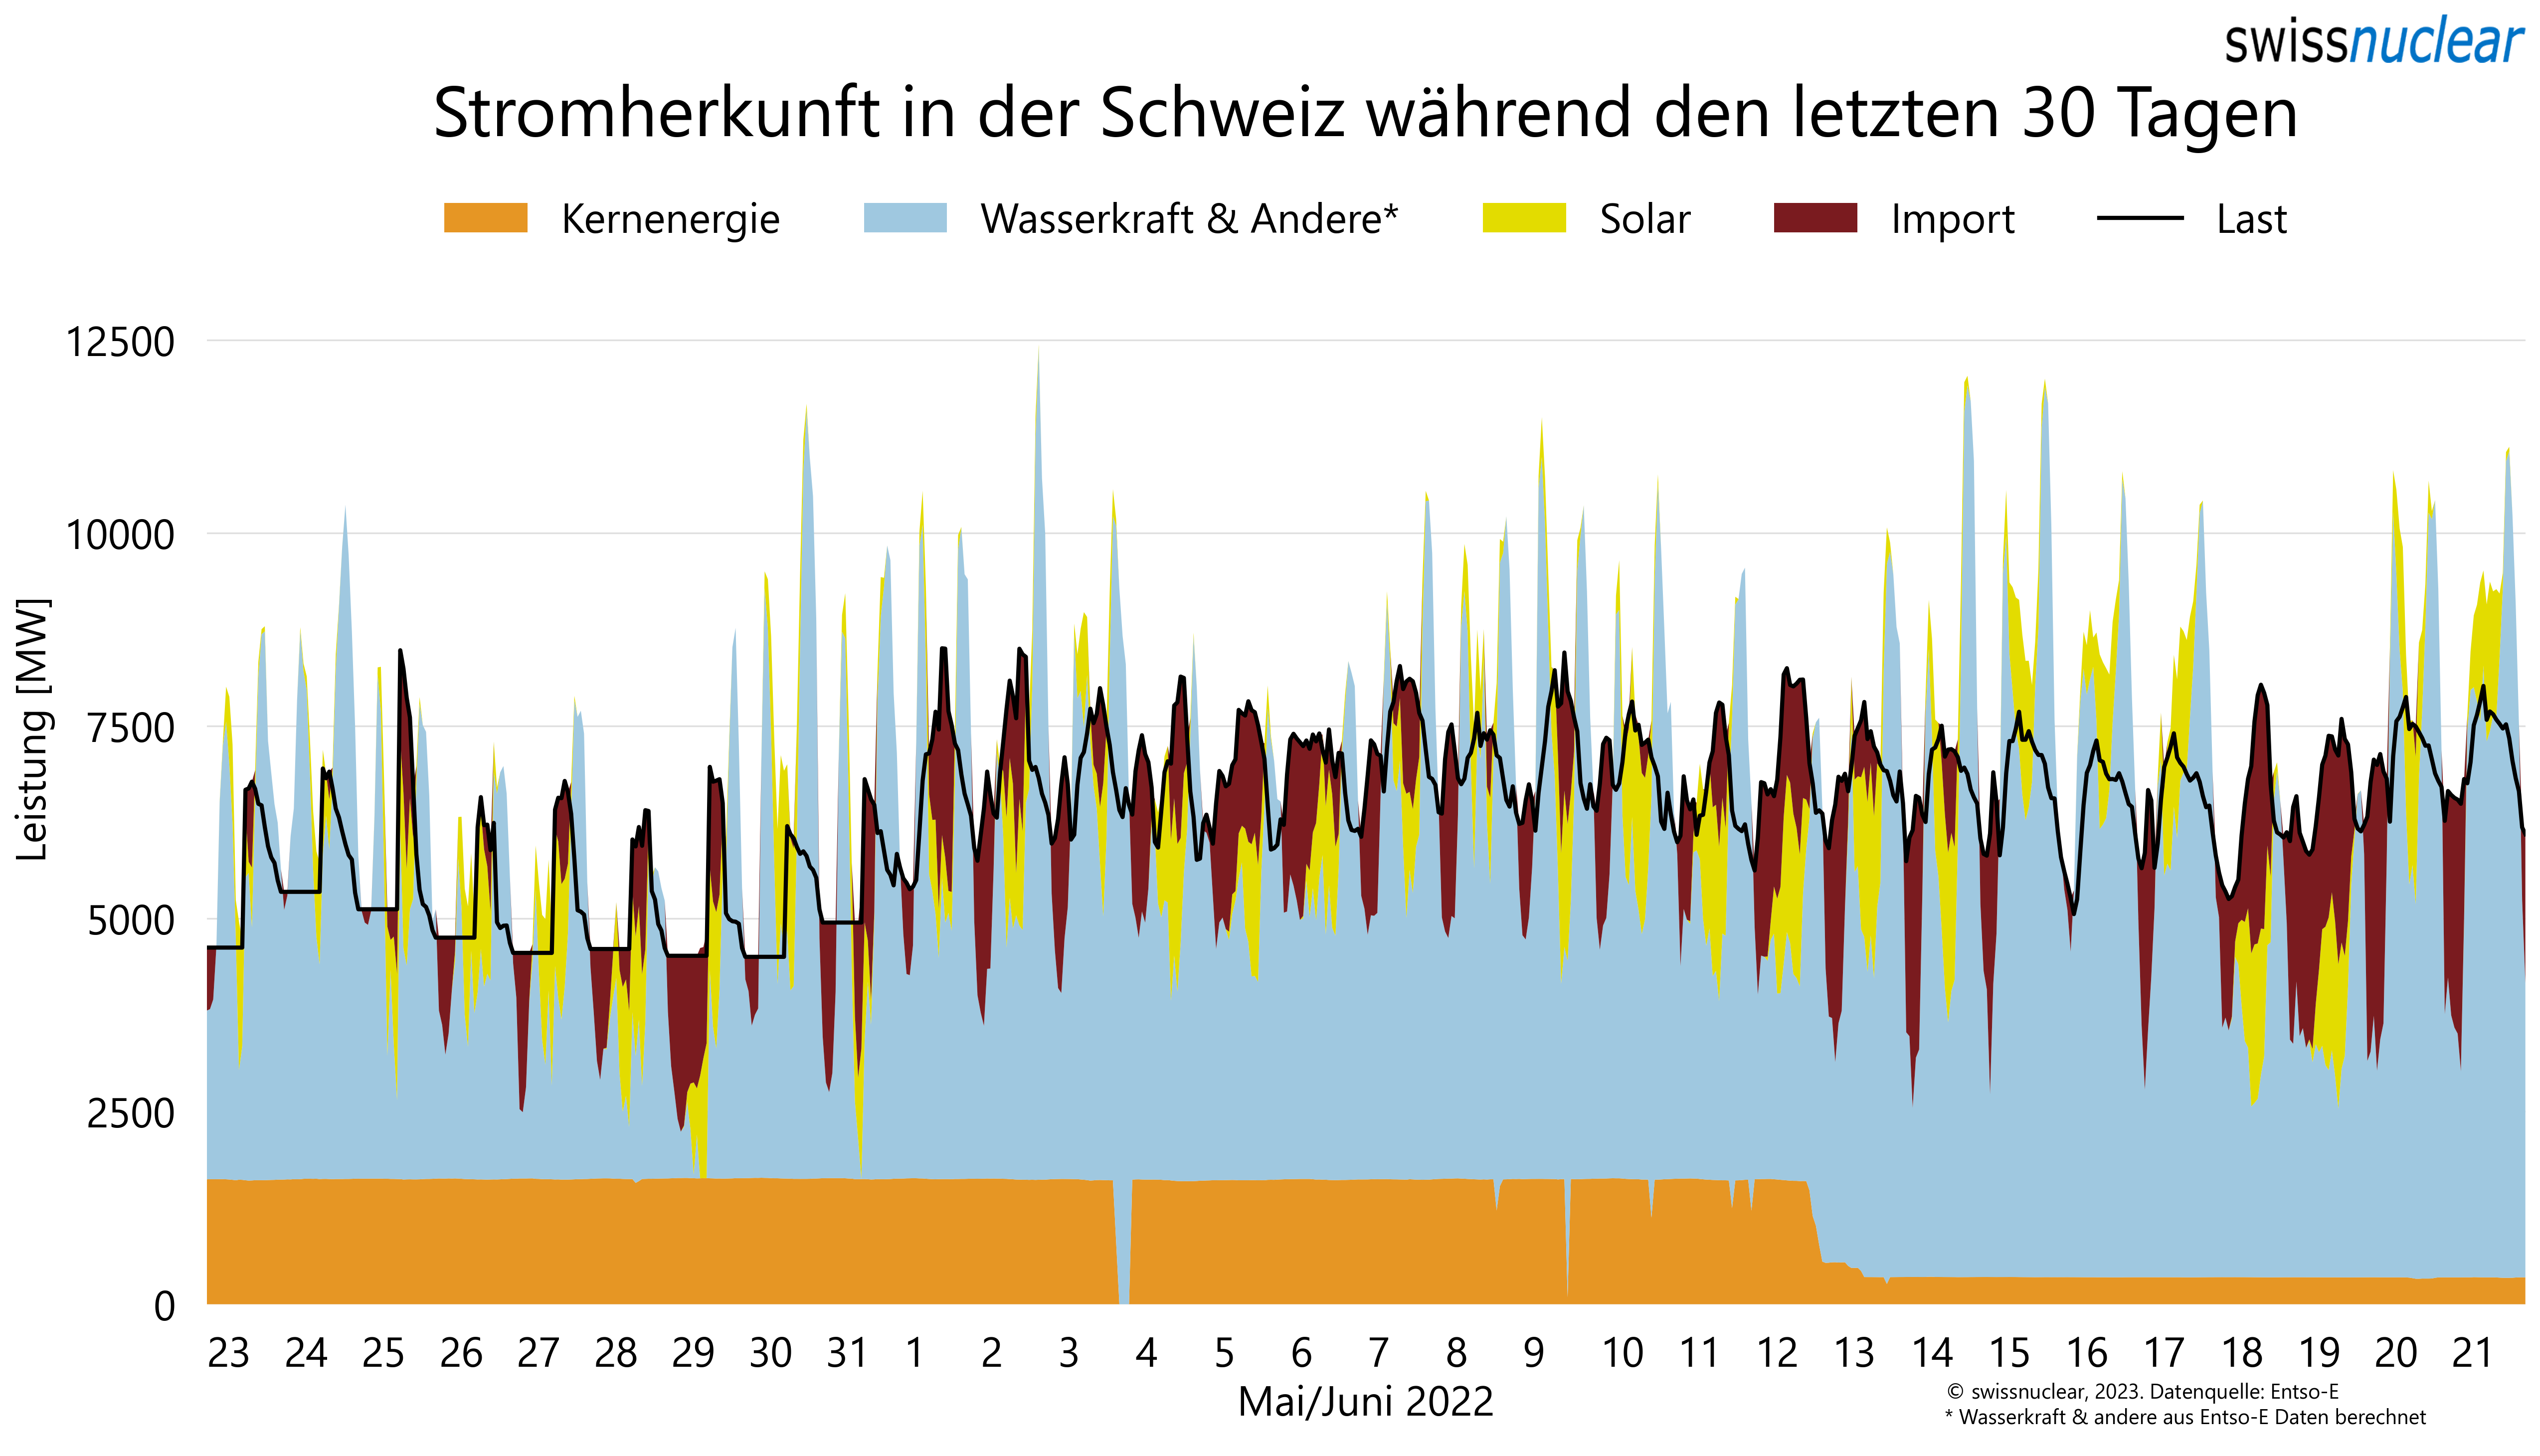 swissnuclear
Stromherkunft in der Schweiz während den letzten 30 Tagen
Kernenergie Wasserkraft & Andere* Solar Import Last
Leistung [MW]
12500
10000
7500
5000
2500
0
23 24 25 26 27 28 29 30 31 1 2 3 4 5 6 7 8 9 10 11 12 13 14 15 16 17 18 19 20 21
Mai/Juni 2022
© swissnuclear, 2023. Datenquelle: Entso-E
* Wasserkraft & andere aus Entso-E Daten berechnet